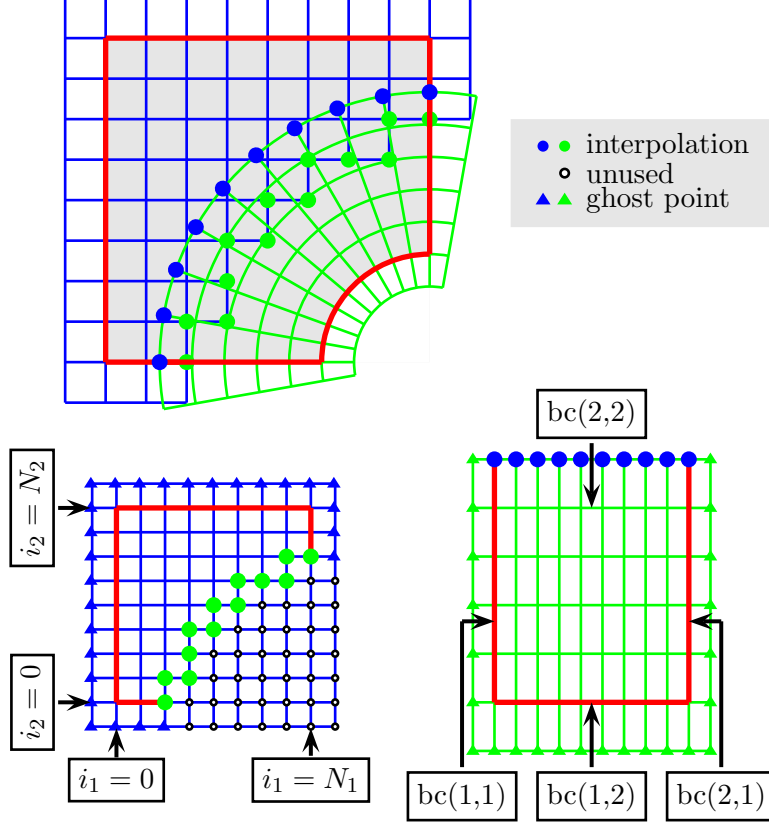 interpolation
unused
ghost point
bc(2,2)
i₂ = N₂
i₂ = 0
i₁ = 0
i₁ = N₁
bc(1,1)
bc(1,2)
bc(2,1)